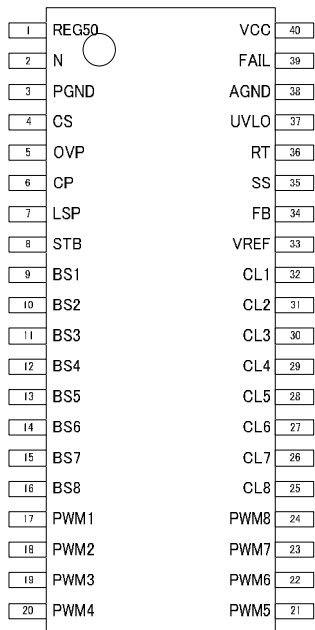 1 REG50 VCC 40
2 N FAIL 39
3 PGND AGND 38
4 CS UVLO 37
5 OVP RT 36
6 CP SS 35
7 LSP FB 34
8 STB VREF 33
9 BS1 CL1 32
10 BS2 CL2 31
11 BS3 CL3 30
12 BS4 CL4 29
13 BS5 CL5 28
14 BS6 CL6 27
15 BS7 CL7 26
16 BS8 CL8 25
17 PWM1 PWM8 24
18 PWM2 PWM7 23
19 PWM3 PWM6 22
20 PWM4 PWM5 21